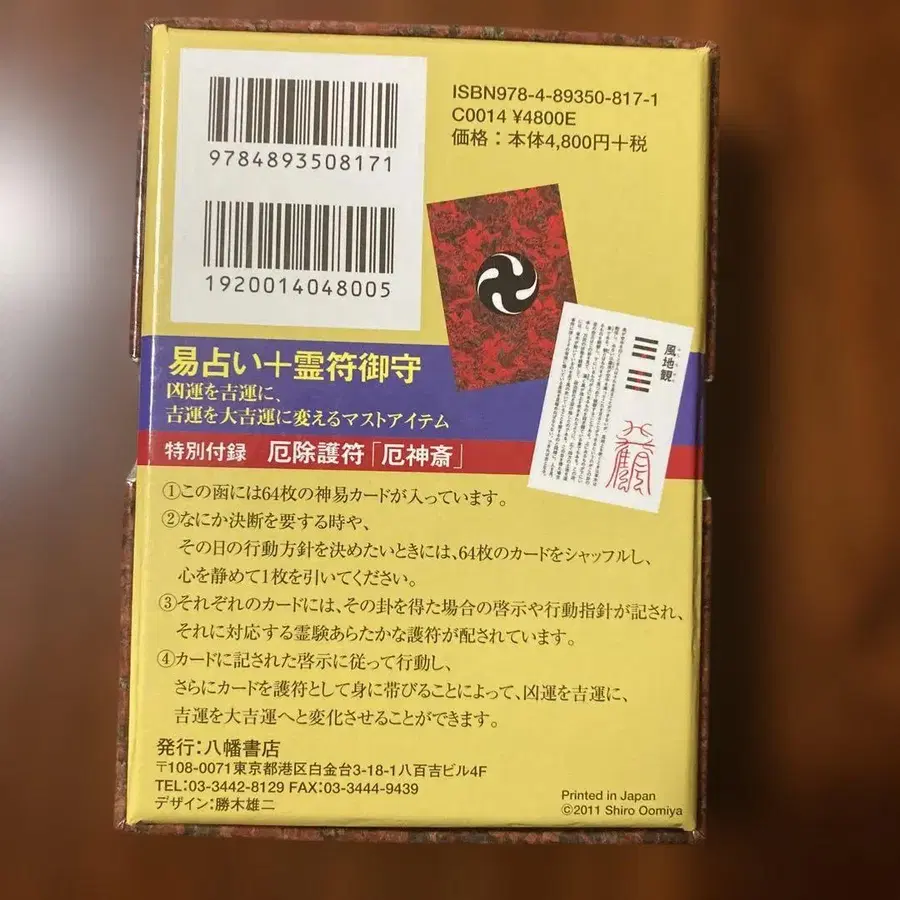 ISBN978-4-89350-817-1
C0014 ¥4800E
価格：本体4,800円＋税
9784893508171
1920014048005
風地観
易占い＋霊符御守
凶運を吉運に、
吉運を大吉運に変えるマストアイテム
特別付録　厄除護符「厄神斎」
①この函には64枚の神易カードが入っています。
②なにか決断を要する時や、
その日の行動方針を決めたいときには、64枚のカードをシャッフルし、
心を静めて1枚を引いてください。
③それぞれのカードには、その卦を得た場合の啓示や行動指針が記され、
それに対応する霊験あらたかな護符が配されています。
④カードに記された啓示に従って行動し、
さらにカードを護符として身に帯びることによって、凶運を吉運に、
吉運を大吉運へと変化させることができます。
発行：八幡書店
〒108-0071東京都港区白金台3-18-1八百吉ビル4F
TEL:03-3442-8129 FAX:03-3444-9439
デザイン：勝木雄二
Printed in Japan
©2011 Shiro Oomiya